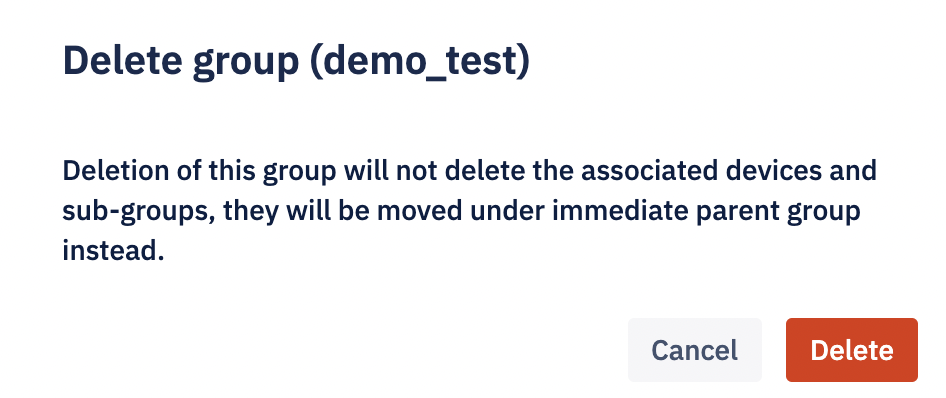 Delete group (demo_test)
Deletion of this group will not delete the associated devices and
sub-groups, they will be moved under immediate parent group
instead.
Cancel
Delete